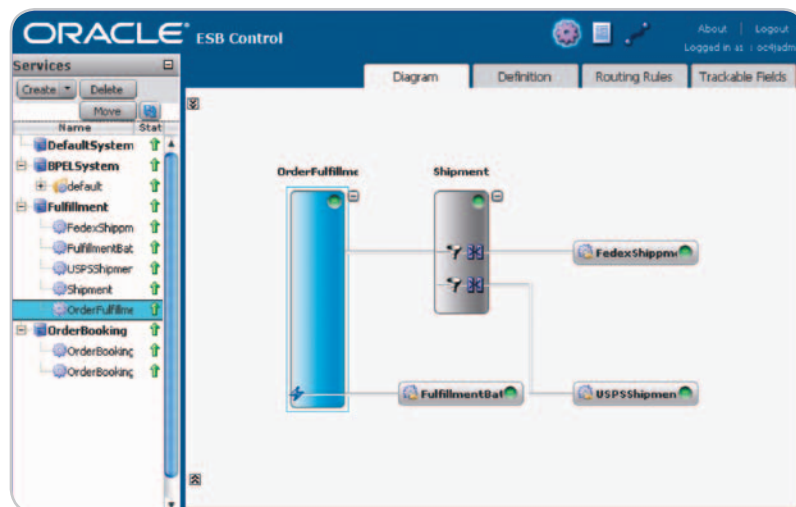 ORACLE® ESB Control
About | Logout
Logged in as : oc4jadm
Services
Create Delete
Move
Name Stat
DefaultSystem
BPELSystem
default
Fulfillment
FedexShippm
FulfillmentBat
USPSShipmer
Shipment
OrderFulfillme
OrderBooking
OrderBooking
OrderBooking
Diagram Definition Routing Rules Trackable Fields
OrderFulfillme Shipment
FedexShippme
FulfillmentBat
USPSShipmen